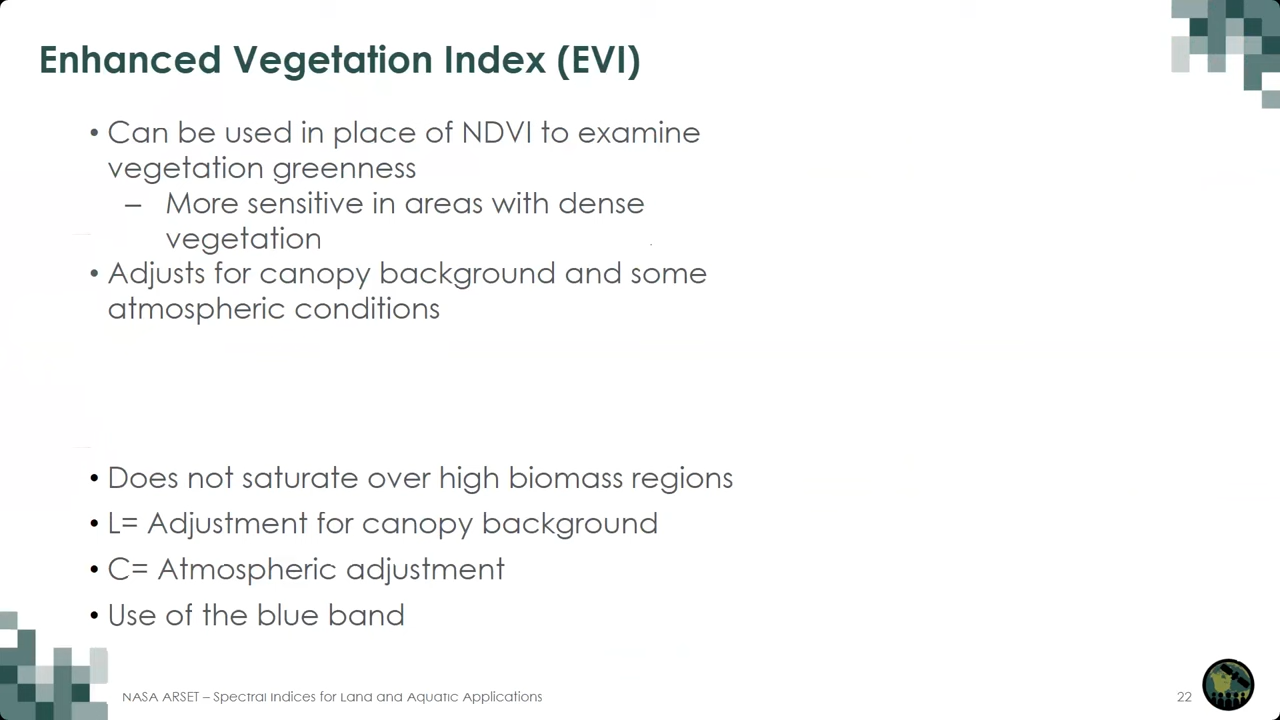 Enhanced Vegetation Index (EVI)
• Can be used in place of NDVI to examine
vegetation greenness
– More sensitive in areas with dense
vegetation
• Adjusts for canopy background and some
atmospheric conditions
• Does not saturate over high biomass regions
• L= Adjustment for canopy background
• C= Atmospheric adjustment
• Use of the blue band
NASA ARSET – Spectral Indices for Land and Aquatic Applications
22